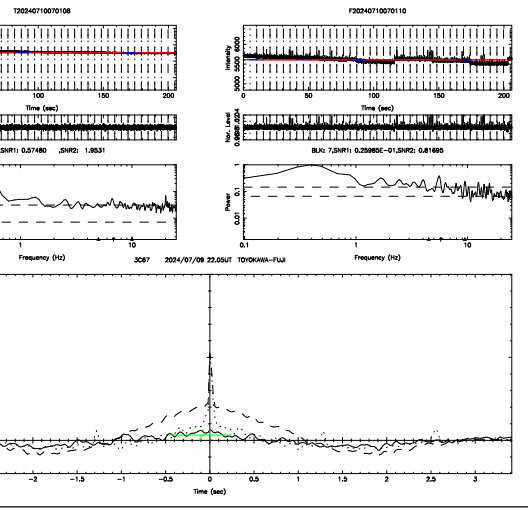 T20240710070108
F20240710070110
Intensity
5000 5500 6000
100 150 200
0 50 100 150 200
Time (sec)
Time (sec)
Nor. Level
SNR1: 0.57480 ,SNR2: 1.9531
BLK: 7,SNR1: 0.25985E-01,SNR2: 0.81695
Power
0.01 0.1 1
1 10
0.1 1 10
Frequency (Hz)
Frequency (Hz)
3C67 2024/07/09 22.05UT TOYOKAWA-FUJI
-2 -1.5 -1 -0.5 0 0.5 1 1.5 2 2.5 3
Time (sec)